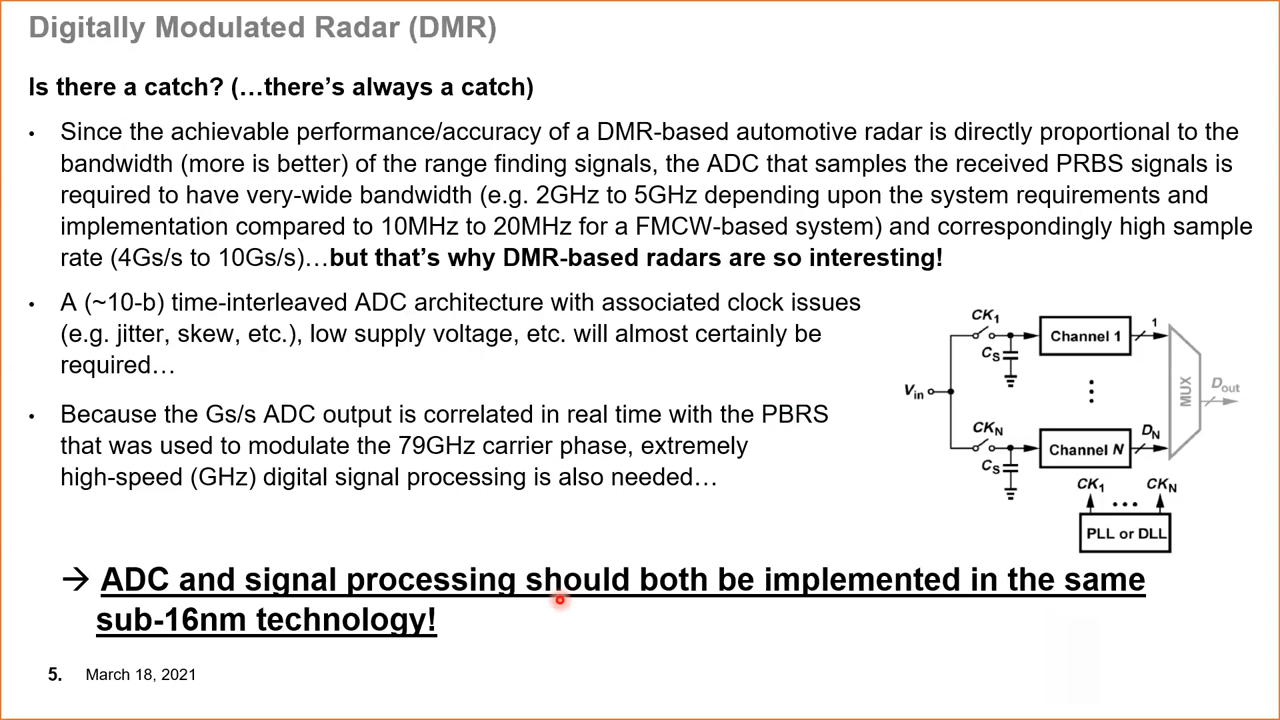 Digitally Modulated Radar (DMR)
Is there a catch? (…there’s always a catch)
• Since the achievable performance/accuracy of a DMR-based automotive radar is directly proportional to the
bandwidth (more is better) of the range finding signals, the ADC that samples the received PRBS signals is
required to have very-wide bandwidth (e.g. 2GHz to 5GHz depending upon the system requirements and
implementation compared to 10MHz to 20MHz for a FMCW-based system) and correspondingly high sample
rate (4Gs/s to 10Gs/s)…but that’s why DMR-based radars are so interesting!
• A (~10-b) time-interleaved ADC architecture with associated clock issues
(e.g. jitter, skew, etc.), low supply voltage, etc. will almost certainly be
required…
• Because the Gs/s ADC output is correlated in real time with the PBRS
that was used to modulate the 79GHz carrier phase, extremely
high-speed (GHz) digital signal processing is also needed…
CK1
1
Channel 1
CS
Vin
MUX
Dout
CKN
DN
Channel N
CS
CK1
CKN
PLL or DLL
→ ADC and signal processing should both be implemented in the same
sub-16nm technology!
5. March 18, 2021